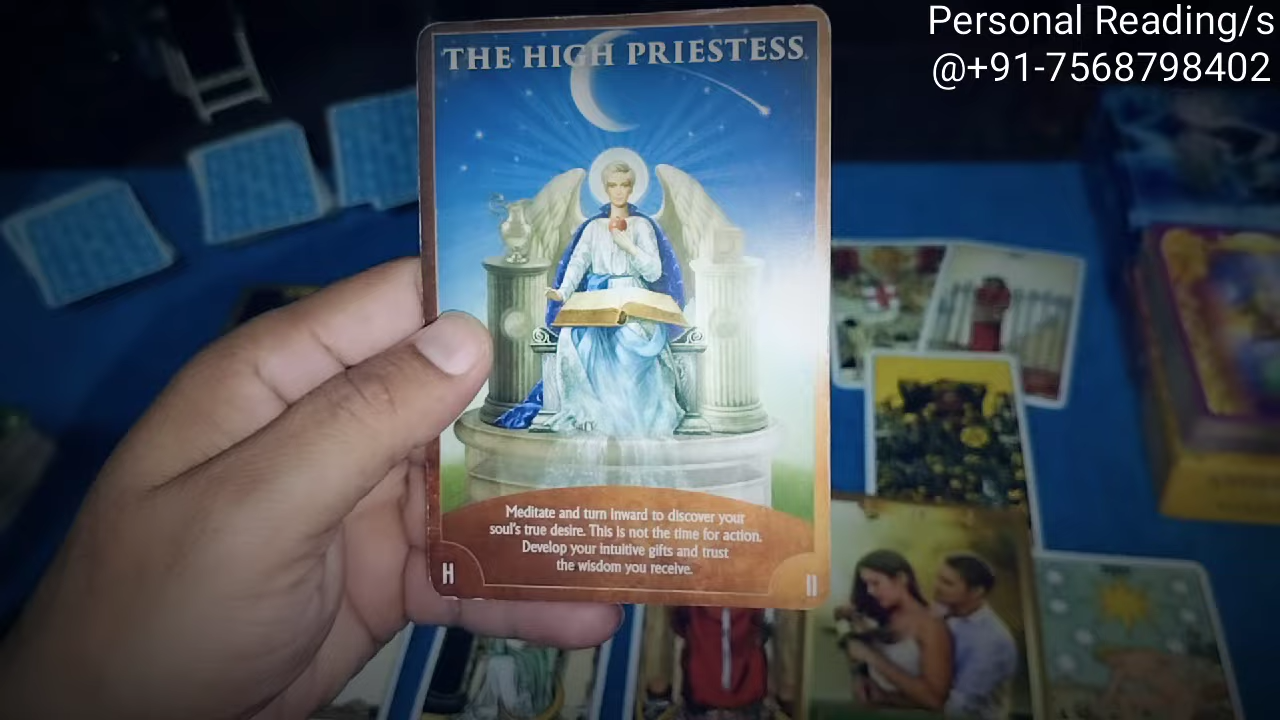 Personal Reading/s
@+91-7568798402
THE HIGH PRIESTESS
Meditate and turn inward to discover your
soul's true desire. This is not the time for action.
Develop your intuitive gifts and trust
the wisdom you receive.
H
II